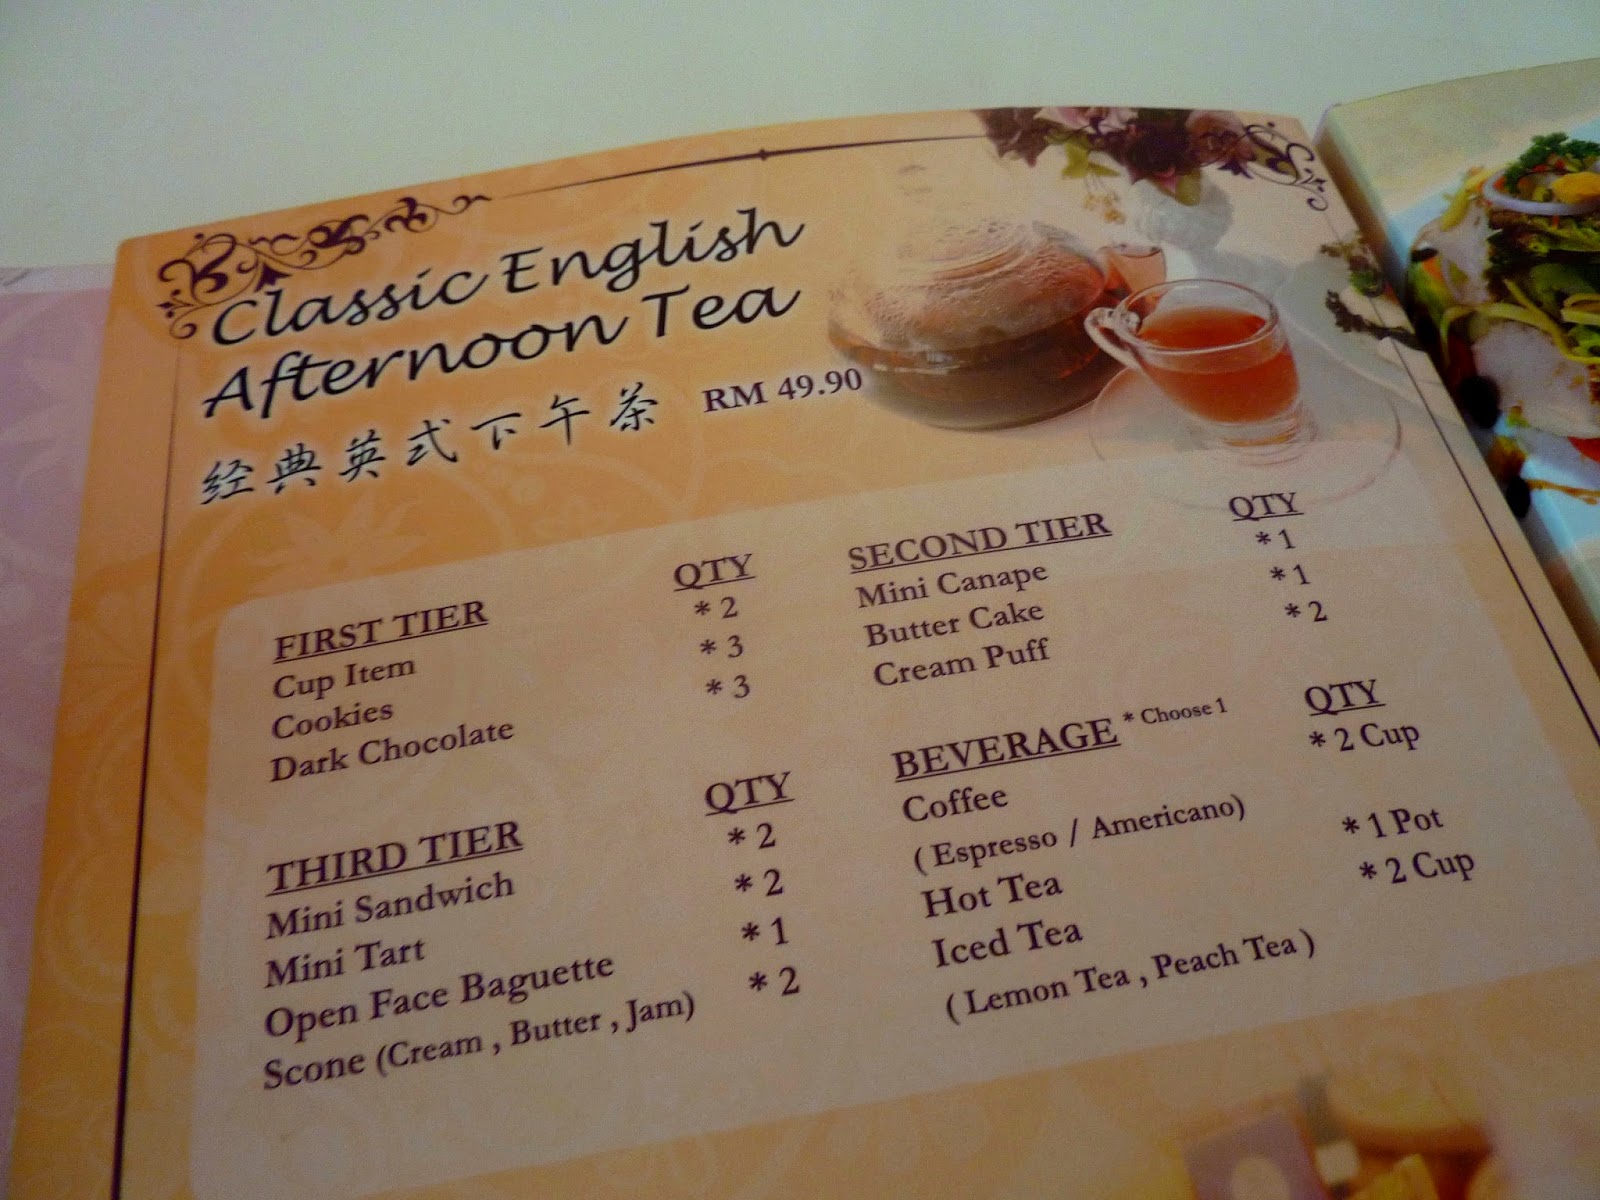 Classic English
Afternoon Tea
经典英式下午茶 RM 49.90
FIRST TIER QTY
Cup Item * 2
Cookies * 3
Dark Chocolate * 3
SECOND TIER QTY
Mini Canape * 1
Butter Cake * 1
Cream Puff * 2
THIRD TIER QTY
Mini Sandwich * 2
Mini Tart * 2
Open Face Baguette * 1
Scone (Cream , Butter , Jam) * 2
BEVERAGE * Choose 1 QTY
Coffee * 2 Cup
( Espresso / Americano)
Hot Tea * 1 Pot
Iced Tea * 2 Cup
( Lemon Tea , Peach Tea )